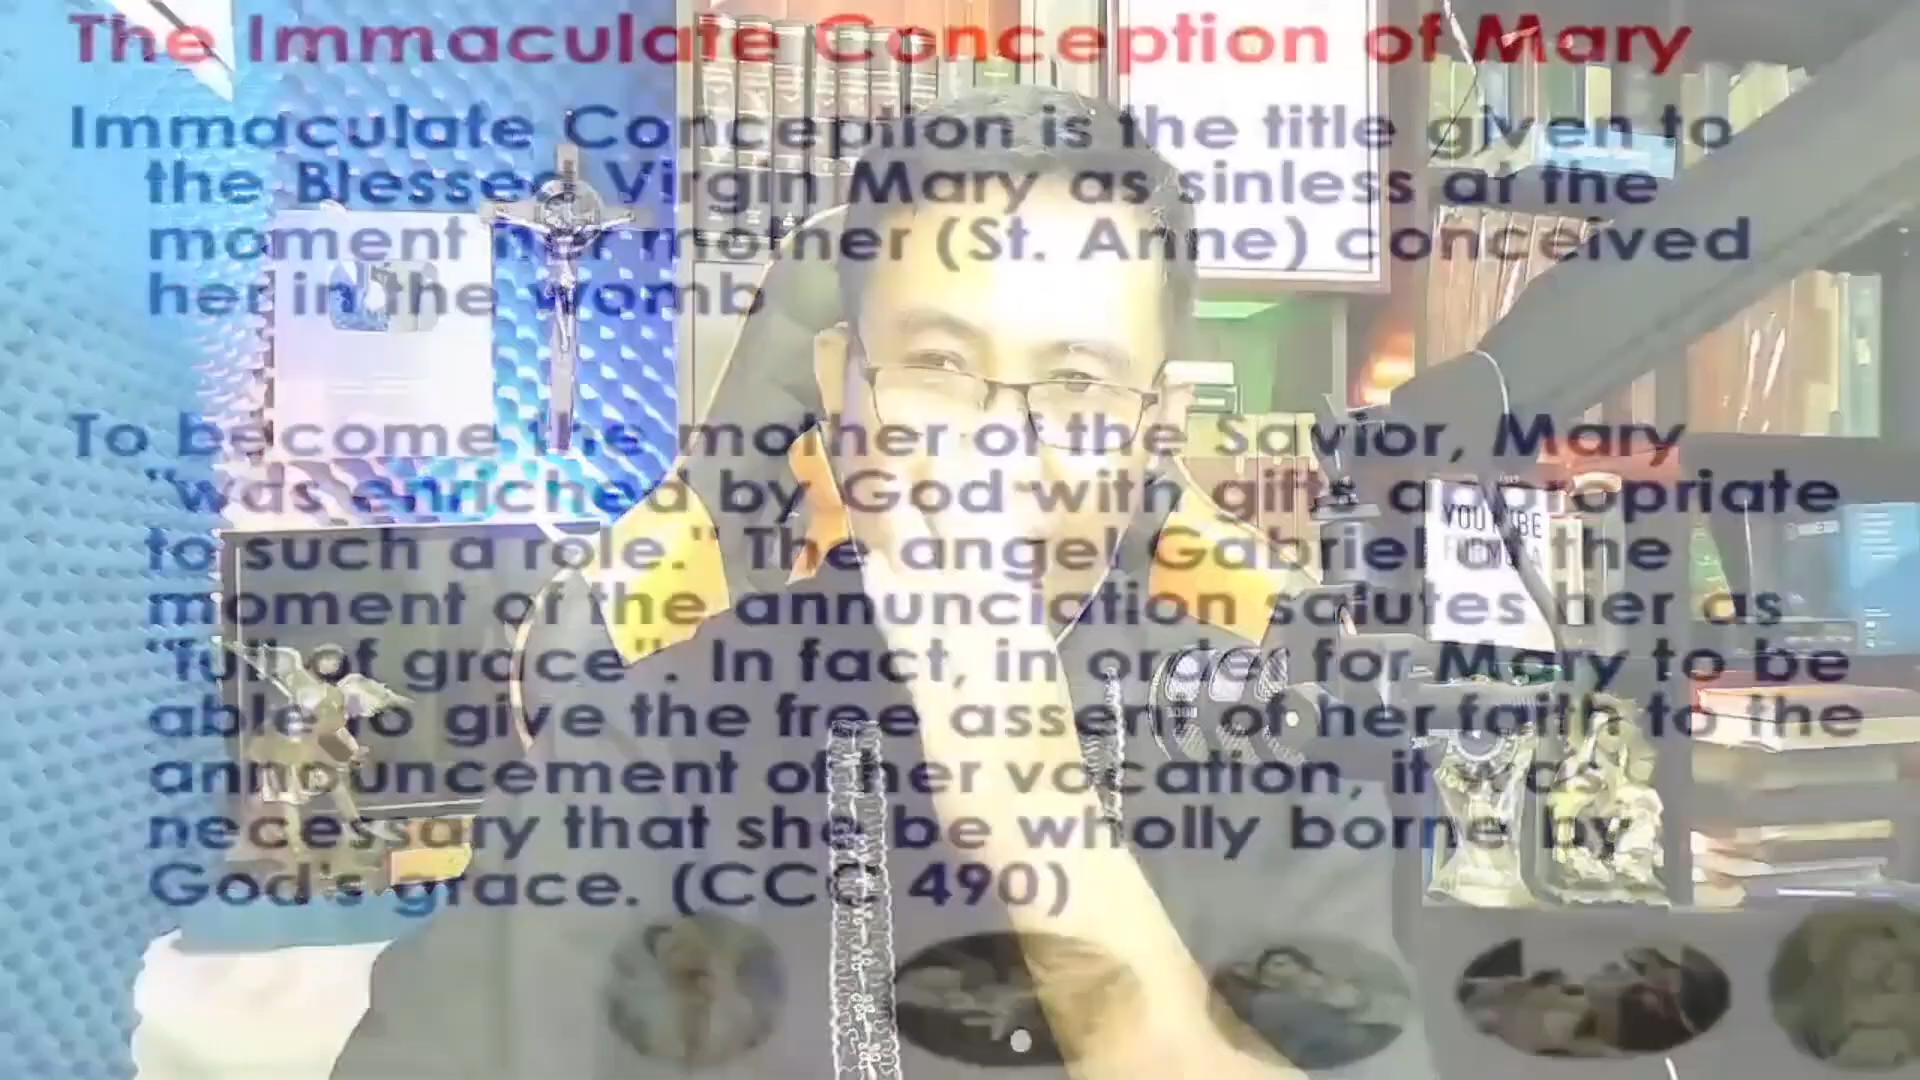 The Immaculate Conception of Mary
Immaculate Conception is the title given to
the Blessed Virgin Mary as sinless at the
moment her mother (St. Anne) conceived
her in the womb
To become the mother of the Savior, Mary
"was enriched by God with gifts appropriate
to such a role." The angel Gabriel at the
moment of the annunciation salutes her as
"full of grace". In fact, in order for Mary to be
able to give the free assent of her faith to the
announcement of her vocation, it was
necessary that she be wholly borne by
God's grace. (CCC 490)
YOUTUBE
FORMULA
RODE